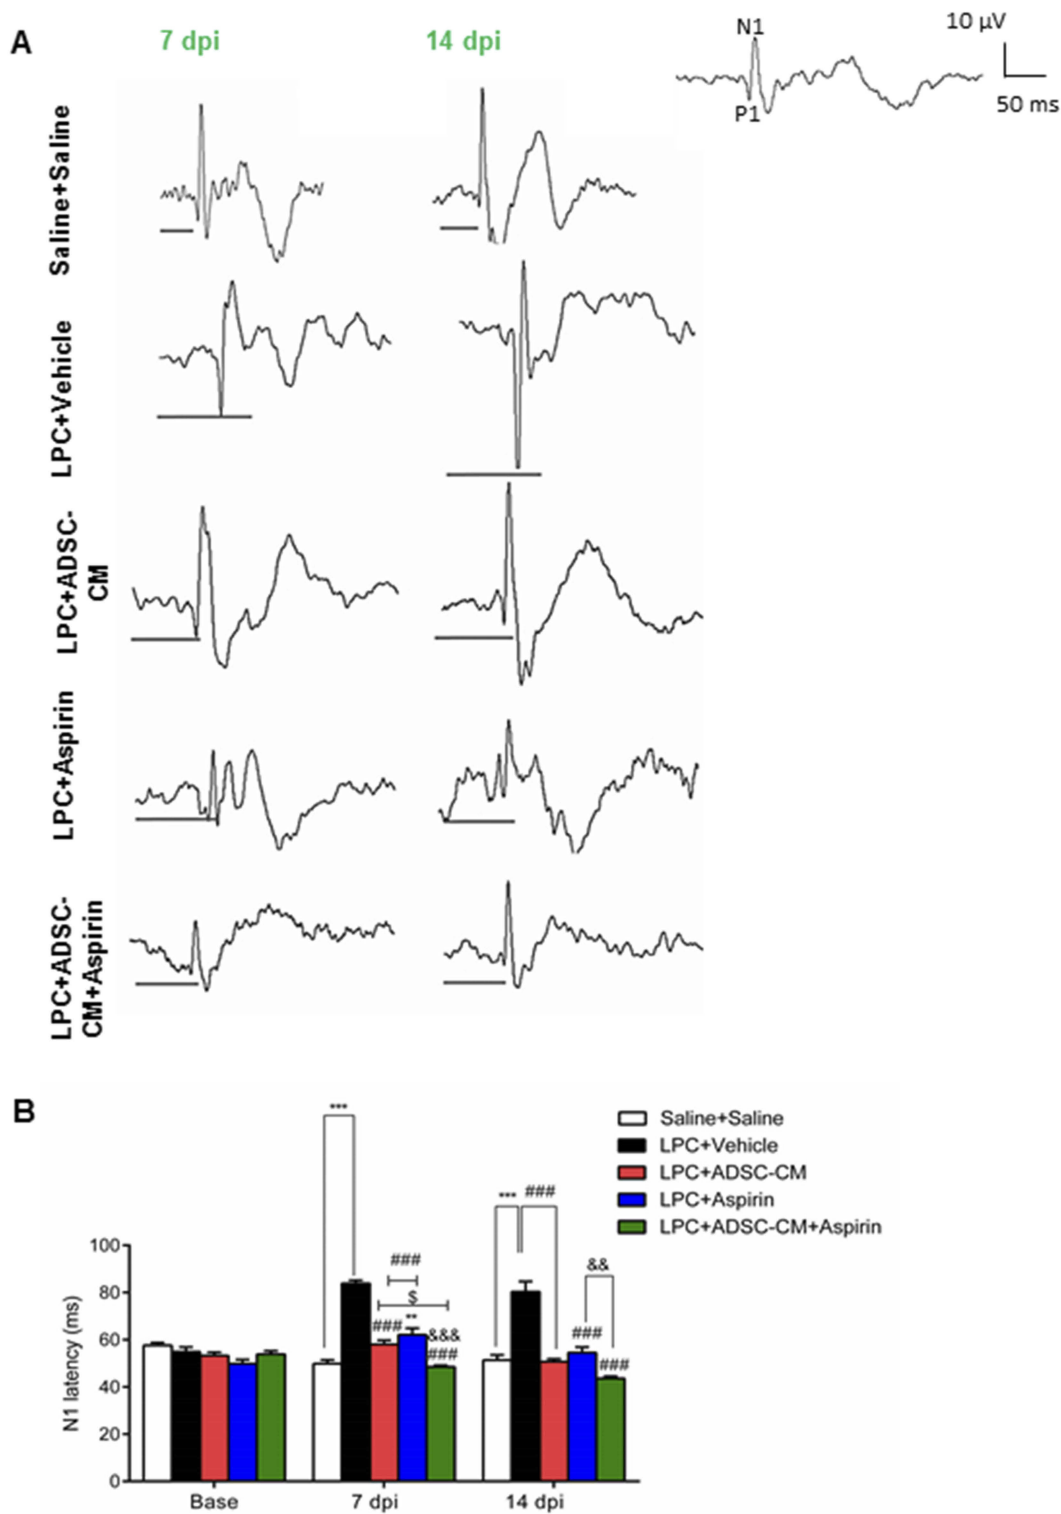 A
7 dpi
14 dpi
N1
P1
10 µV
50 ms
Saline+Saline
LPC+Vehicle
LPC+ADSC-
CM
LPC+Aspirin
LPC+ADSC-
CM+Aspirin
B
Saline+Saline
LPC+Vehicle
LPC+ADSC-CM
LPC+Aspirin
LPC+ADSC-CM+Aspirin
***
***
###
&&
###
$
**
###
&&&
###
###
###
N1 latency (ms)
100
80
60
40
20
0
Base
7 dpi
14 dpi